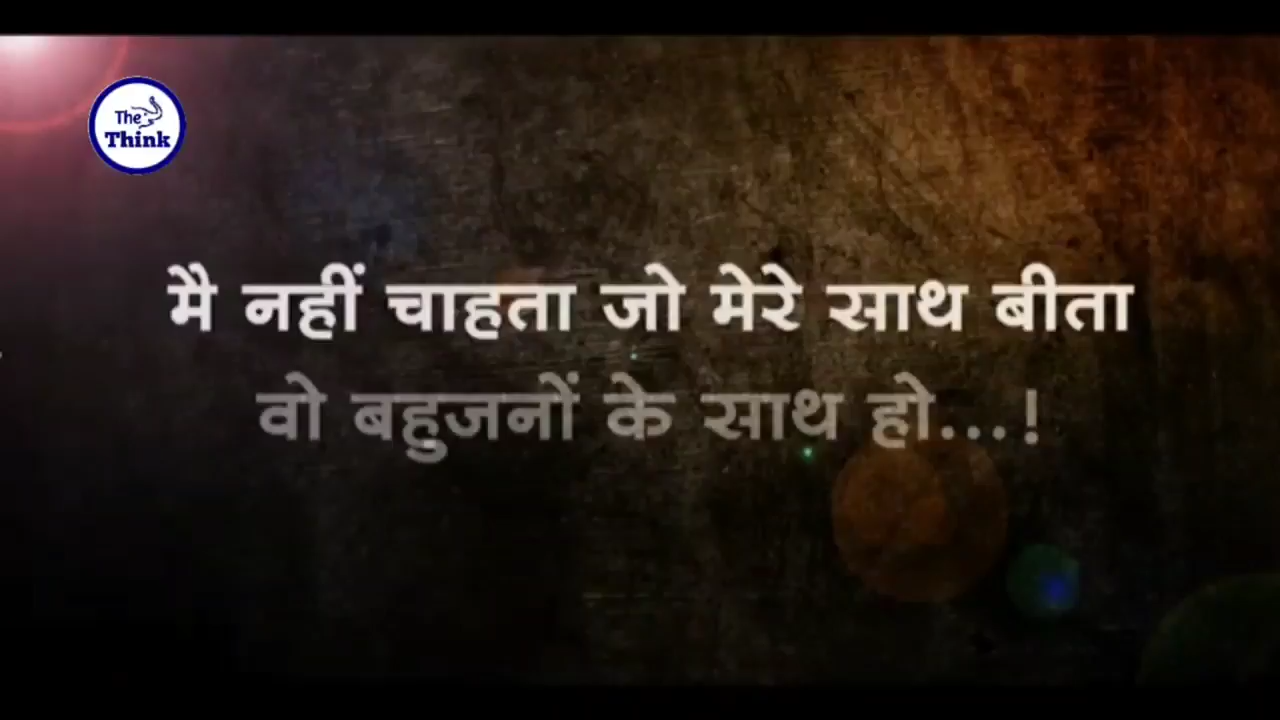 The
Think
मै नहीं चाहता जो मेरे साथ बीता
वो बहुजनों के साथ हो...!